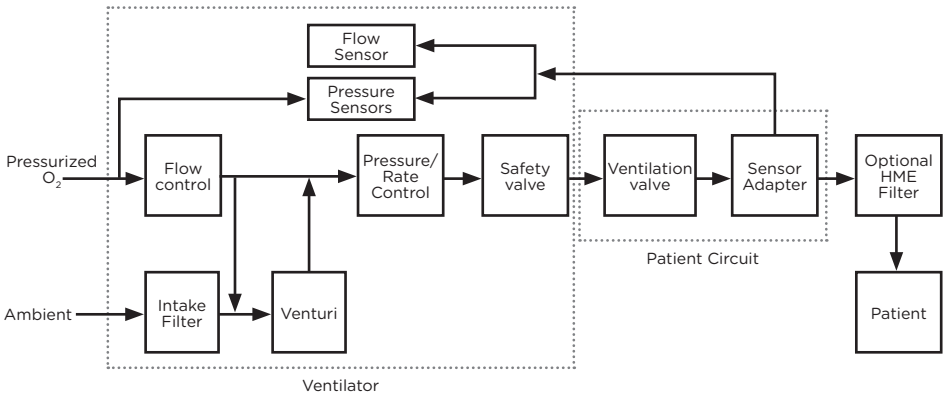 Flow
Sensor
Pressure
Sensors
Pressurized
O₂
Flow
control
Pressure/
Rate
Control
Safety
valve
Ventilation
valve
Sensor
Adapter
Optional
HME
Filter
Patient Circuit
Ambient
Intake
Filter
Venturi
Patient
Ventilator